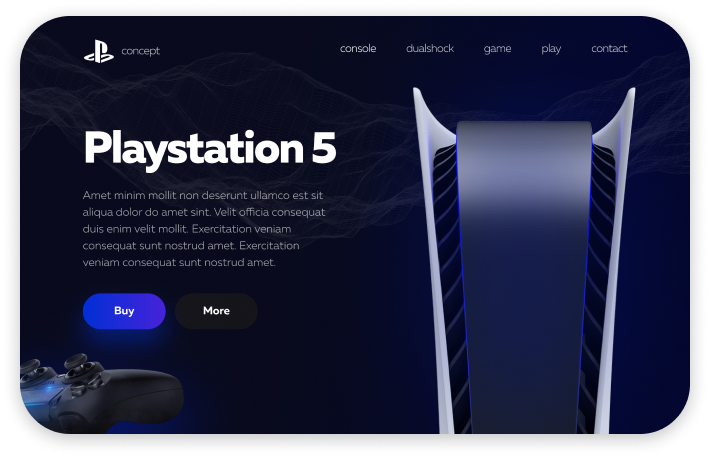 concept
console dualshock game play contact
Playstation 5
Amet minim mollit non deserunt ullamco est sit
aliqua dolor do amet sint. Velit officia consequat
duis enim velit mollit. Exercitation veniam
consequat sunt nostrud amet. Exercitation
veniam consequat sunt nostrud amet.
Buy More